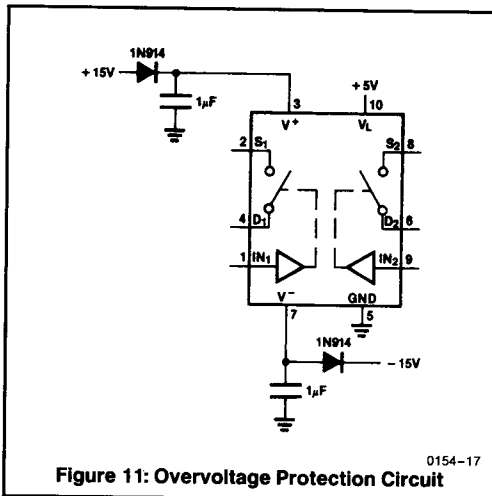 1N914
+15V
1µF
+5V
3
10
V+
VL
2 S1
S2 8
4 D1
D2 6
1 IN1
IN2 9
V−
GND
7
5
1N914
−15V
1µF
0154–17
Figure 11: Overvoltage Protection Circuit